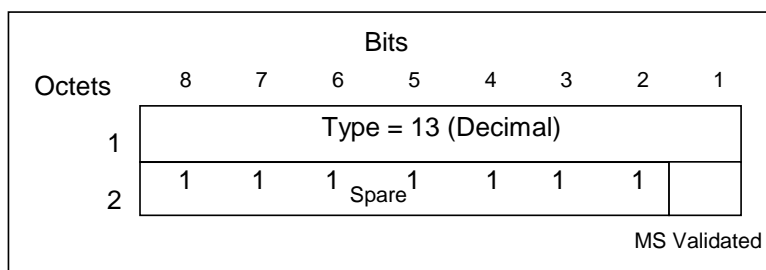 Bits
Octets 8 7 6 5 4 3 2 1
1 Type = 13 (Decimal)
2 1 1 1 1 1 1 1
Spare
MS Validated